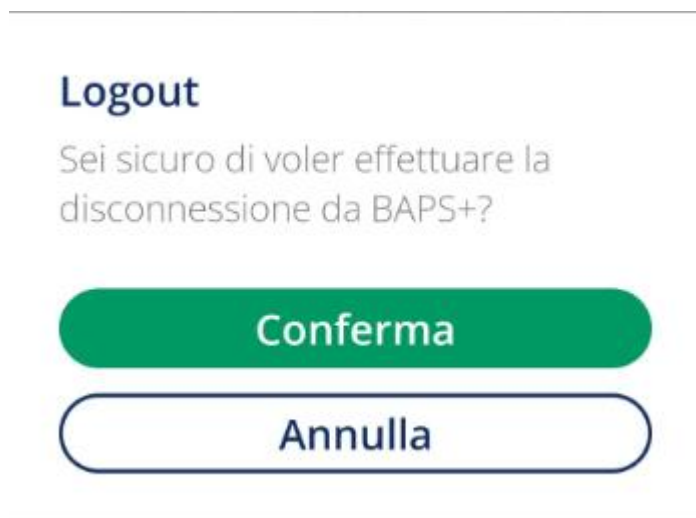 Logout
Sei sicuro di voler effettuare la
disconnessione da BAPS+?
Conferma
Annulla